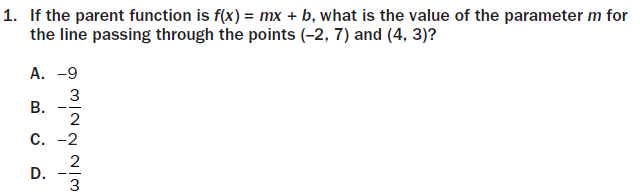 1. If the parent function is f(x) = mx + b, what is the value of the parameter m for
the line passing through the points (–2, 7) and (4, 3)?
A. –9
B. –3/2
C. –2
D. –2/3